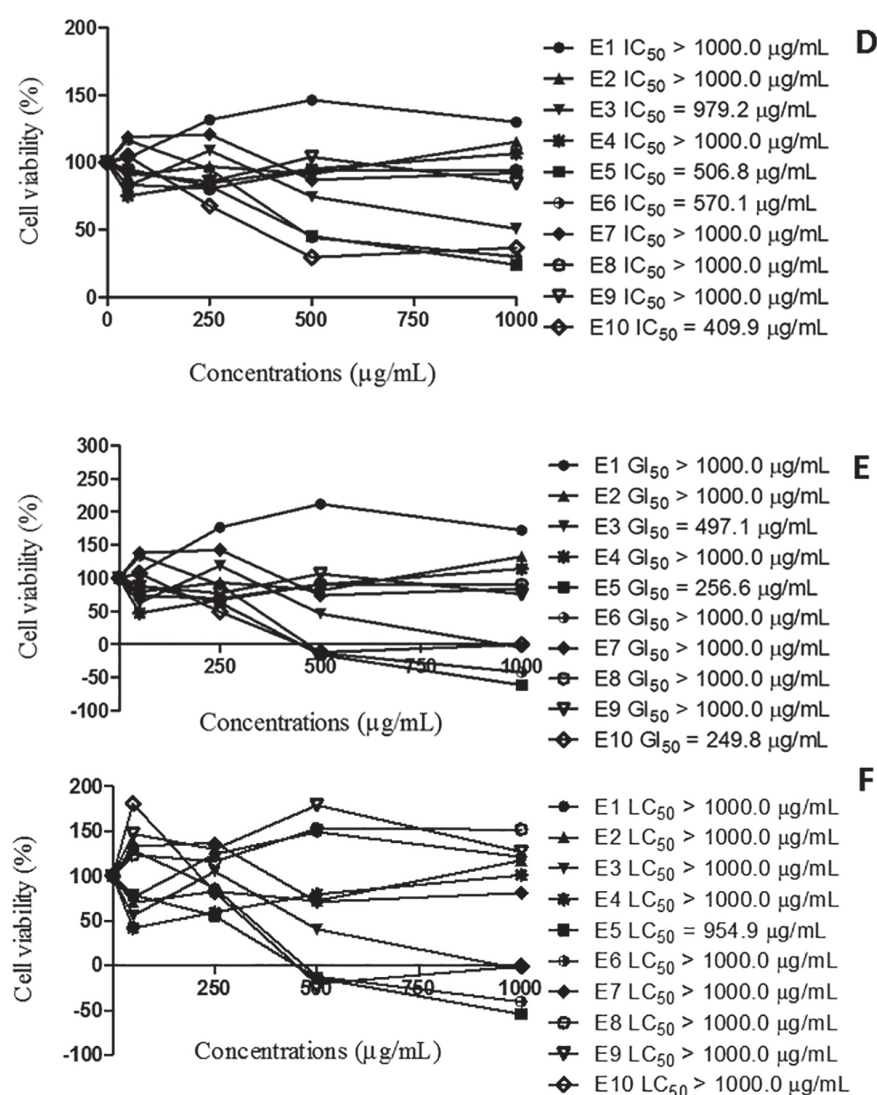 D
200
150
100
50
0
0 250 500 750 1000
Cell viability (%)
Concentrations (µg/mL)
E1 IC50 > 1000.0 µg/mL
E2 IC50 > 1000.0 µg/mL
E3 IC50 = 979.2 µg/mL
E4 IC50 > 1000.0 µg/mL
E5 IC50 = 506.8 µg/mL
E6 IC50 = 570.1 µg/mL
E7 IC50 > 1000.0 µg/mL
E8 IC50 > 1000.0 µg/mL
E9 IC50 > 1000.0 µg/mL
E10 IC50 = 409.9 µg/mL
E
300
250
200
150
100
50
0
-50
-100
250 500 750 1000
Cell viability (%)
Concentrations (µg/mL)
E1 GI50 > 1000.0 µg/mL
E2 GI50 > 1000.0 µg/mL
E3 GI50 = 497.1 µg/mL
E4 GI50 > 1000.0 µg/mL
E5 GI50 = 256.6 µg/mL
E6 GI50 > 1000.0 µg/mL
E7 GI50 > 1000.0 µg/mL
E8 GI50 > 1000.0 µg/mL
E9 GI50 > 1000.0 µg/mL
E10 GI50 = 249.8 µg/mL
F
200
150
100
50
0
-50
-100
250 500 750 1000
Cell viability (%)
Concentrations (µg/mL)
E1 LC50 > 1000.0 µg/mL
E2 LC50 > 1000.0 µg/mL
E3 LC50 > 1000.0 µg/mL
E4 LC50 > 1000.0 µg/mL
E5 LC50 = 954.9 µg/mL
E6 LC50 > 1000.0 µg/mL
E7 LC50 > 1000.0 µg/mL
E8 LC50 > 1000.0 µg/mL
E9 LC50 > 1000.0 µg/mL
E10 LC50 > 1000.0 µg/mL